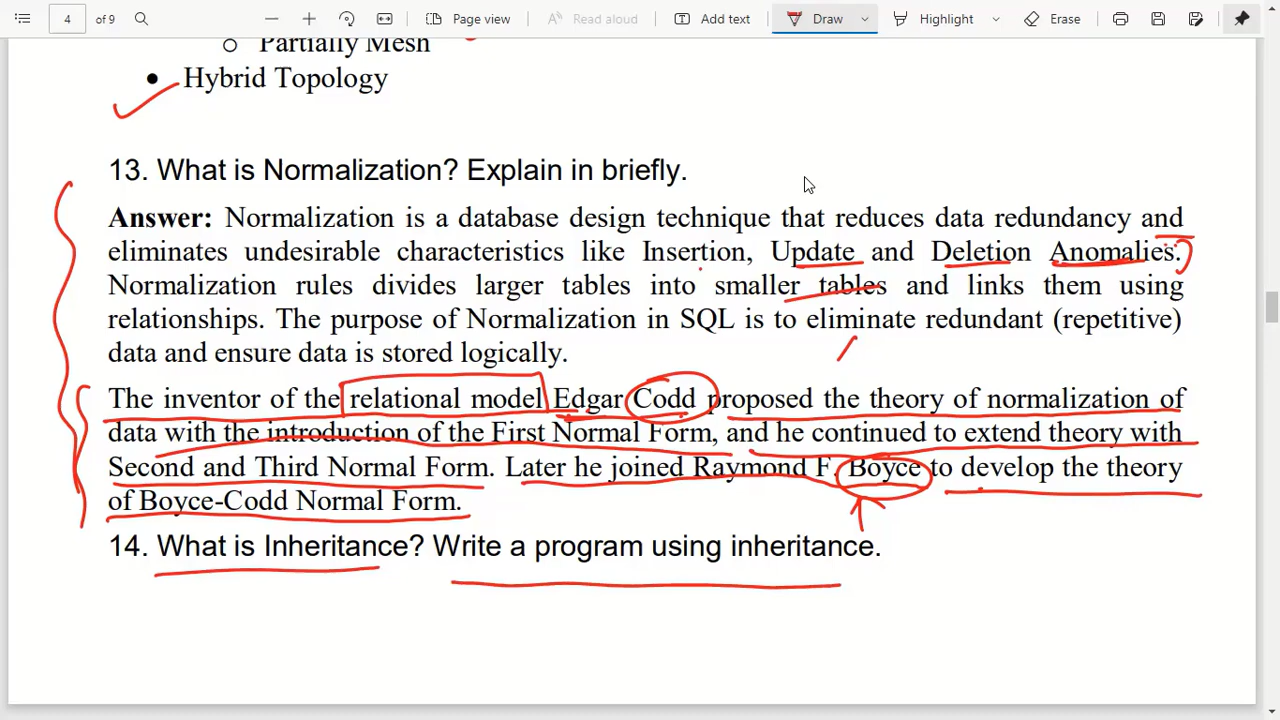 4 of 9 Page view Read aloud Add text Draw Highlight Erase
Partially Mesh
Hybrid Topology
13. What is Normalization? Explain in briefly.
Answer: Normalization is a database design technique that reduces data redundancy and
eliminates undesirable characteristics like Insertion, Update and Deletion Anomalies.
Normalization rules divides larger tables into smaller tables and links them using
relationships. The purpose of Normalization in SQL is to eliminate redundant (repetitive)
data and ensure data is stored logically.
The inventor of the relational model Edgar Codd proposed the theory of normalization of
data with the introduction of the First Normal Form, and he continued to extend theory with
Second and Third Normal Form. Later he joined Raymond F. Boyce to develop the theory
of Boyce-Codd Normal Form.
14. What is Inheritance? Write a program using inheritance.